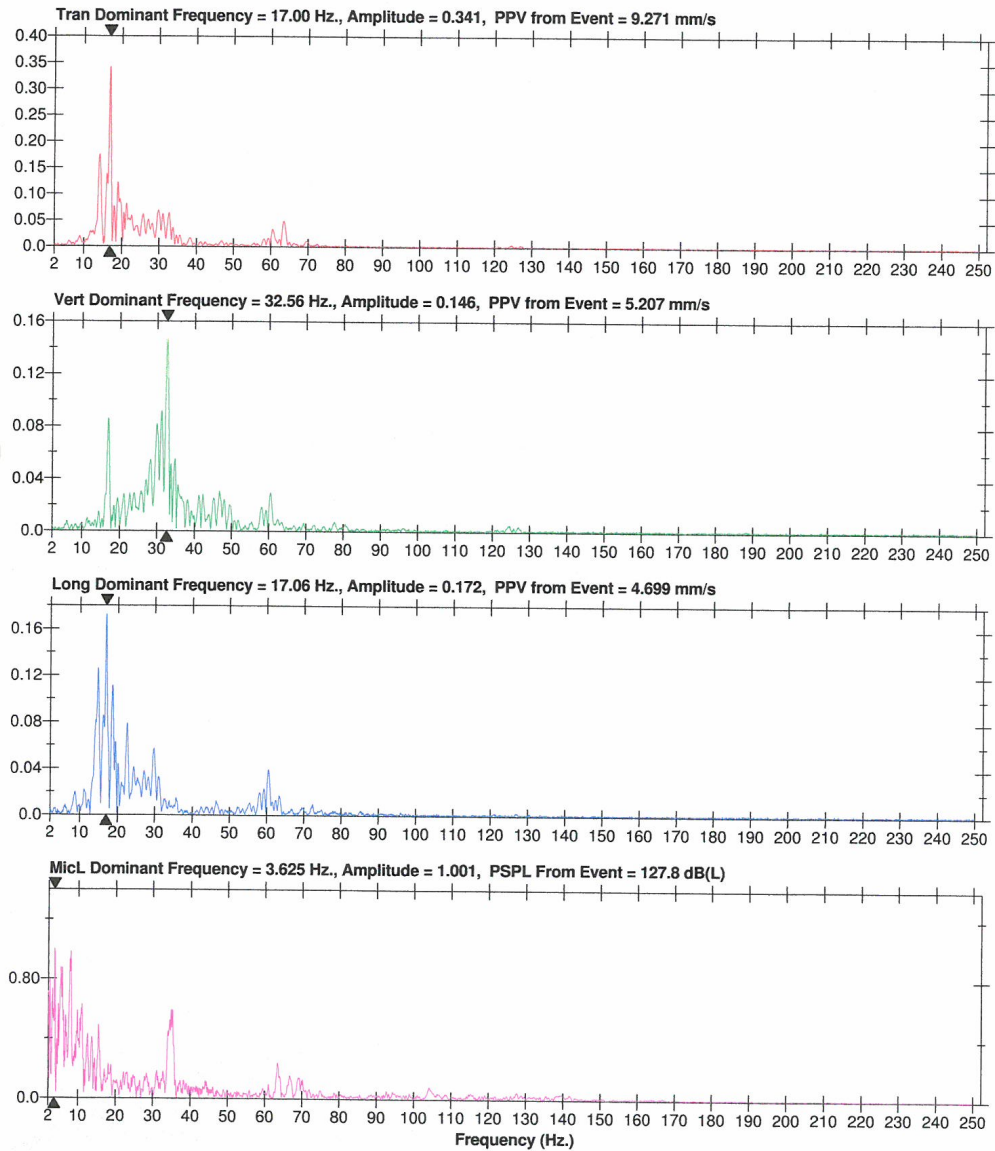 Tran Dominant Frequency = 17.00 Hz., Amplitude = 0.341, PPV from Event = 9.271 mm/s
0.40
0.35
0.30
0.25
0.20
0.15
0.10
0.05
0.0
2 10 20 30 40 50 60 70 80 90 100 110 120 130 140 150 160 170 180 190 200 210 220 230 240 250
Vert Dominant Frequency = 32.56 Hz., Amplitude = 0.146, PPV from Event = 5.207 mm/s
0.16
0.12
0.08
0.04
0.0
2 10 20 30 40 50 60 70 80 90 100 110 120 130 140 150 160 170 180 190 200 210 220 230 240 250
Long Dominant Frequency = 17.06 Hz., Amplitude = 0.172, PPV from Event = 4.699 mm/s
0.16
0.12
0.08
0.04
0.0
2 10 20 30 40 50 60 70 80 90 100 110 120 130 140 150 160 170 180 190 200 210 220 230 240 250
MicL Dominant Frequency = 3.625 Hz., Amplitude = 1.001, PSPL From Event = 127.8 dB(L)
0.80
0.0
2 10 20 30 40 50 60 70 80 90 100 110 120 130 140 150 160 170 180 190 200 210 220 230 240 250
Frequency (Hz.)